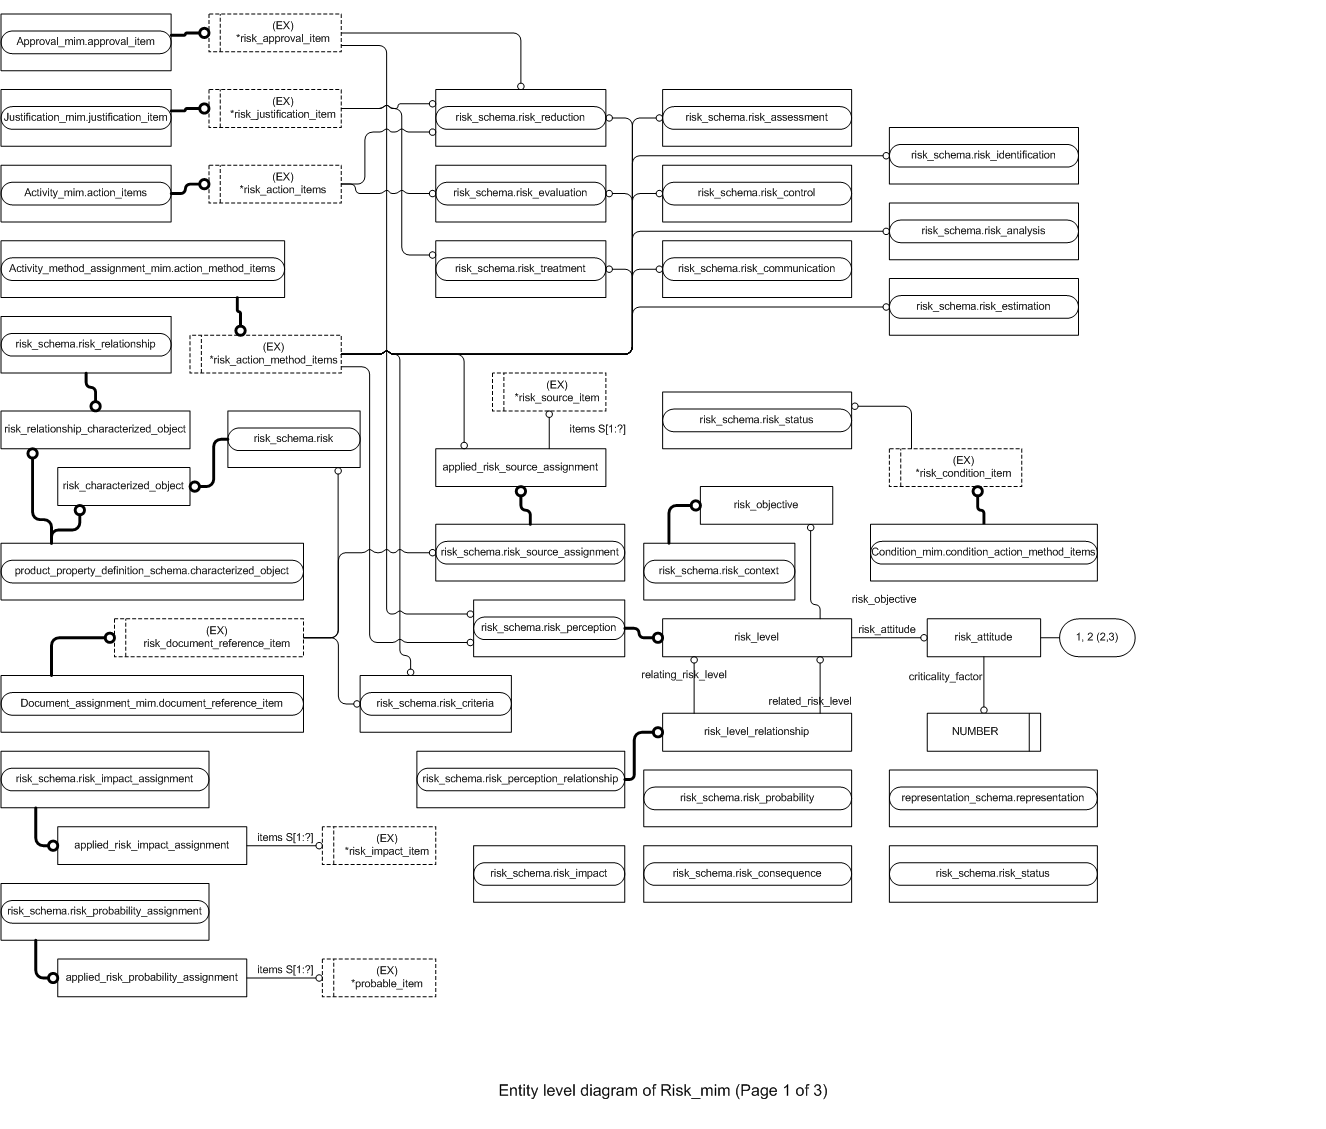 (EX)
*risk_approval_item
Approval_mim.approval_item
(EX)
*risk_justification_item
Justification_mim.justification_item
risk_schema.risk_reduction
risk_schema.risk_assessment
risk_schema.risk_identification
(EX)
*risk_action_items
Activity_mim.action_items
risk_schema.risk_evaluation
risk_schema.risk_control
risk_schema.risk_analysis
Activity_method_assignment_mim.action_method_items
risk_schema.risk_treatment
risk_schema.risk_communication
risk_schema.risk_estimation
risk_schema.risk_relationship
(EX)
*risk_action_method_items
(EX)
*risk_source_item
items S[1:?]
risk_schema.risk_status
risk_relationship_characterized_object
risk_schema.risk
applied_risk_source_assignment
(EX)
*risk_condition_item
risk_characterized_object
risk_objective
risk_schema.risk_source_assignment
Condition_mim.condition_action_method_items
product_property_definition_schema.characterized_object
risk_schema.risk_context
risk_objective
(EX)
risk_document_reference_item
risk_schema.risk_perception
risk_level
risk_attitude
risk_attitude
1, 2 (2,3)
relating_risk_level
criticality_factor
Document_assignment_mim.document_reference_item
risk_schema.risk_criteria
related_risk_level
risk_level_relationship
NUMBER
risk_schema.risk_impact_assignment
risk_schema.risk_perception_relationship
risk_schema.risk_probability
representation_schema.representation
applied_risk_impact_assignment
items S[1:?]
(EX)
*risk_impact_item
risk_schema.risk_impact
risk_schema.risk_consequence
risk_schema.risk_status
risk_schema.risk_probability_assignment
applied_risk_probability_assignment
items S[1:?]
(EX)
*probable_item
Entity level diagram of Risk_mim (Page 1 of 3)